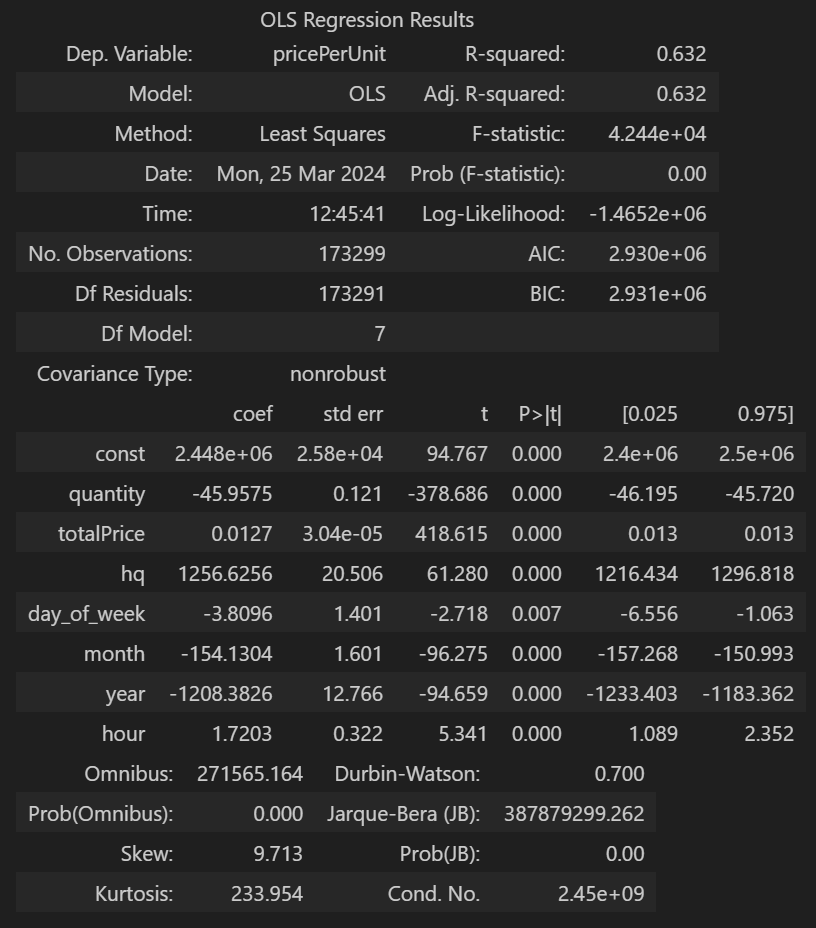 OLS Regression Results
Dep. Variable: pricePerUnit R-squared: 0.632
Model: OLS Adj. R-squared: 0.632
Method: Least Squares F-statistic: 4.244e+04
Date: Mon, 25 Mar 2024 Prob (F-statistic): 0.00
Time: 12:45:41 Log-Likelihood: -1.4652e+06
No. Observations: 173299 AIC: 2.930e+06
Df Residuals: 173291 BIC: 2.931e+06
Df Model: 7
Covariance Type: nonrobust
coef std err t P>|t| [0.025 0.975]
const 2.448e+06 2.58e+04 94.767 0.000 2.4e+06 2.5e+06
quantity -45.9575 0.121 -378.686 0.000 -46.195 -45.720
totalPrice 0.0127 3.04e-05 418.615 0.000 0.013 0.013
hq 1256.6256 20.506 61.280 0.000 1216.434 1296.818
day_of_week -3.8096 1.401 -2.718 0.007 -6.556 -1.063
month -154.1304 1.601 -96.275 0.000 -157.268 -150.993
year -1208.3826 12.766 -94.659 0.000 -1233.403 -1183.362
hour 1.7203 0.322 5.341 0.000 1.089 2.352
Omnibus: 271565.164 Durbin-Watson: 0.700
Prob(Omnibus): 0.000 Jarque-Bera (JB): 387879299.262
Skew: 9.713 Prob(JB): 0.00
Kurtosis: 233.954 Cond. No. 2.45e+09